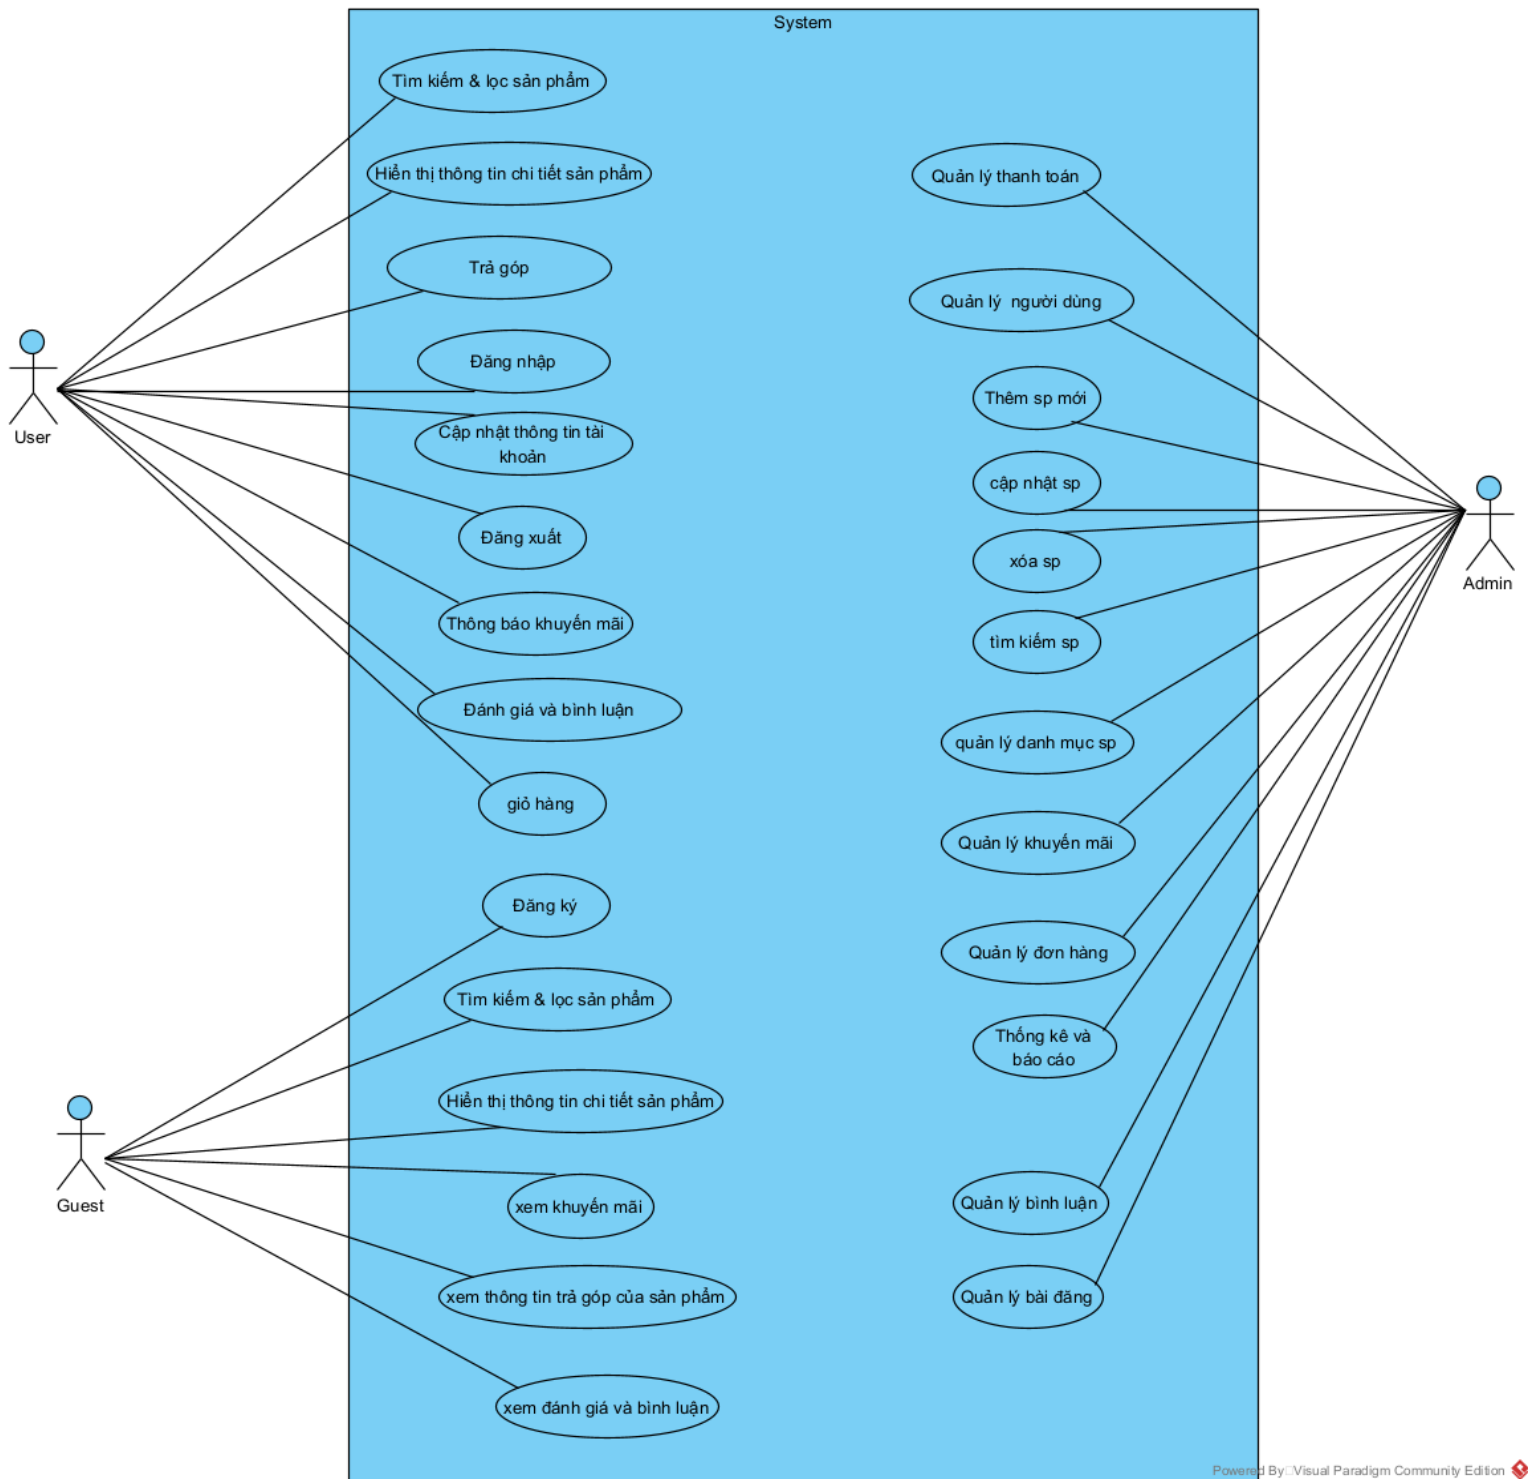 System
Tìm kiếm & lọc sản phẩm
Hiển thị thông tin chi tiết sản phẩm
Trả góp
Đăng nhập
Cập nhật thông tin tài
khoản
Đăng xuất
Thông báo khuyến mãi
Đánh giá và bình luận
giỏ hàng
User
Đăng ký
Tìm kiếm & lọc sản phẩm
Hiển thị thông tin chi tiết sản phẩm
xem khuyến mãi
xem thông tin trả góp của sản phẩm
xem đánh giá và bình luận
Guest
Quản lý thanh toán
Quản lý  người dùng
Thêm sp mới
cập nhật sp
xóa sp
tìm kiếm sp
quản lý danh mục sp
Quản lý khuyến mãi
Quản lý đơn hàng
Thống kê và
báo cáo
Quản lý bình luận
Quản lý bài đăng
Admin
Powered By Visual Paradigm Community Edition